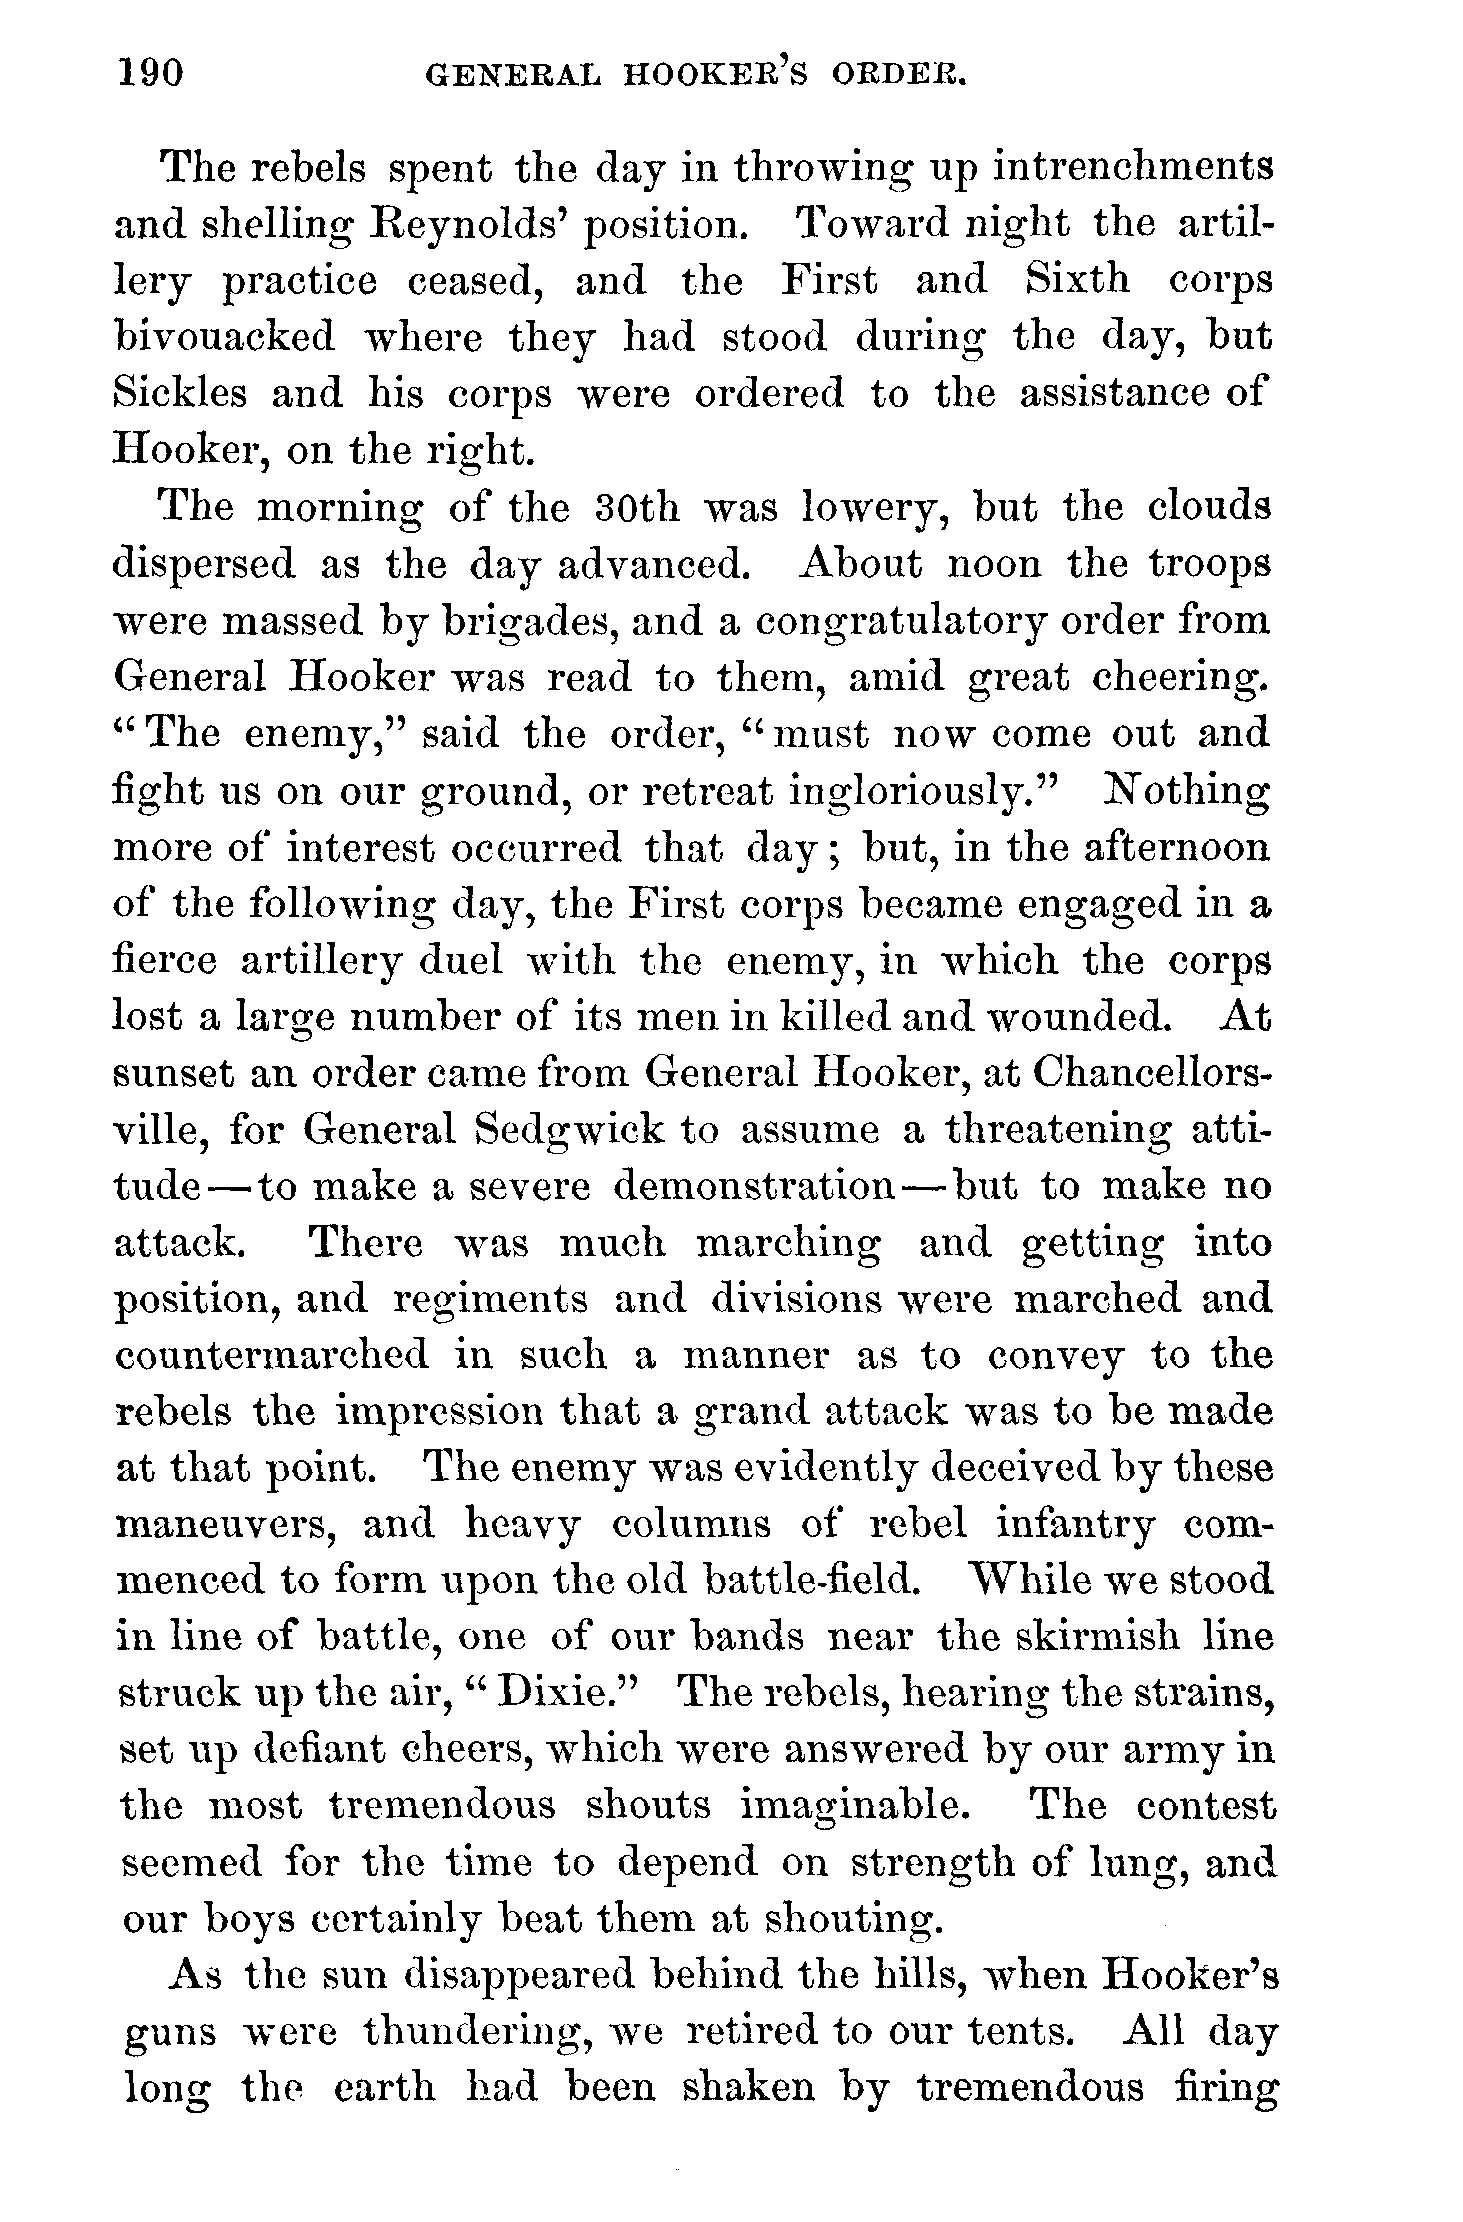 190 GENERAL HOOKER'S ORDER.
The rebels spent the day in throwing up intrenchments
and shelling Reynolds' position. Toward night the artil-
lery practice ceased, and the First and Sixth corps
bivouacked where they had stood during the day, but
Sickles and his corps were ordered to the assistance of
Hooker, on the right.
The morning of the 30th was lowery, but the clouds
dispersed as the day advanced. About noon the troops
were massed by brigades, and a congratulatory order from
General Hooker was read to them, amid great cheering.
“The enemy,” said the order, “must now come out and
fight us on our ground, or retreat ingloriously.” Nothing
more of interest occurred that day; but, in the afternoon
of the following day, the First corps became engaged in a
fierce artillery duel with the enemy, in which the corps
lost a large number of its men in killed and wounded. At
sunset an order came from General Hooker, at Chancellors-
ville, for General Sedgwick to assume a threatening atti-
tude—to make a severe demonstration—but to make no
attack. There was much marching and getting into
position, and regiments and divisions were marched and
countermarched in such a manner as to convey to the
rebels the impression that a grand attack was to be made
at that point. The enemy was evidently deceived by these
maneuvers, and heavy columns of rebel infantry com-
menced to form upon the old battle-field. While we stood
in line of battle, one of our bands near the skirmish line
struck up the air, “Dixie.” The rebels, hearing the strains,
set up defiant cheers, which were answered by our army in
the most tremendous shouts imaginable. The contest
seemed for the time to depend on strength of lung, and
our boys certainly beat them at shouting.
As the sun disappeared behind the hills, when Hooker's
guns were thundering, we retired to our tents. All day
long the earth had been shaken by tremendous firing